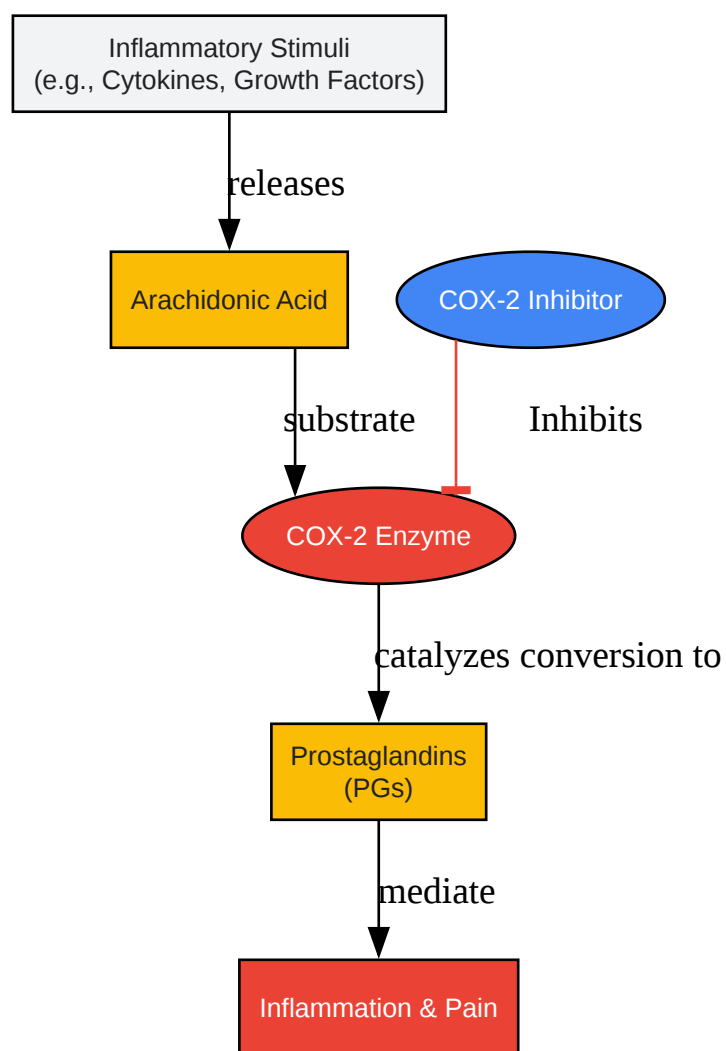 Inflammatory Stimuli
(e.g., Cytokines, Growth Factors)
releases
Arachidonic Acid
COX-2 Inhibitor
substrate
Inhibits
COX-2 Enzyme
catalyzes conversion to
Prostaglandins
(PGs)
mediate
Inflammation & Pain